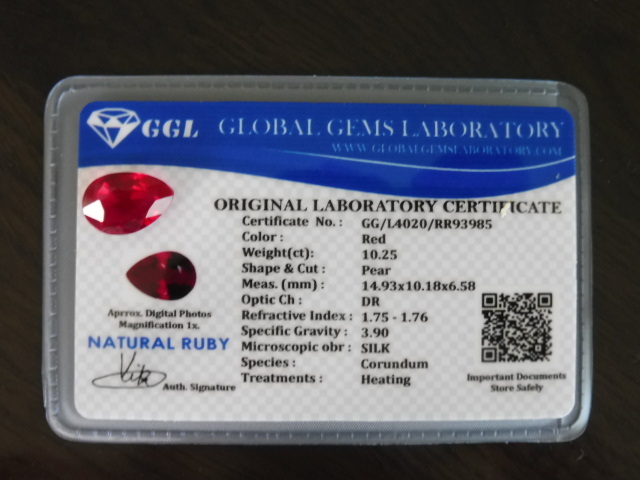 GGL GLOBAL GEMS LABORATORY
WWW.GLOBALGEMSLABORATORY.COM
ORIGINAL LABORATORY CERTIFICATE
Certificate No. : GG/L4020/RR93985
Color : Red
Weight(ct): 10.25
Shape & Cut : Pear
Meas. (mm) : 14.93x10.18x6.58
Optic Ch : DR
Refractive Index : 1.75 - 1.76
Specific Gravity : 3.90
Microscopic obr : SILK
Species : Corundum
Treatments : Heating
Aprrox. Digital Photos
Magnification 1x.
NATURAL RUBY
Auth. Signature
Important Documents
Store Safely